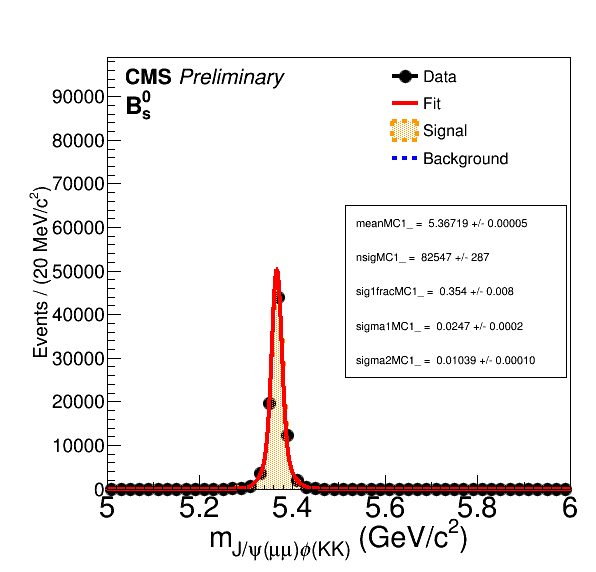 CMS Preliminary
B_s^0
Data
Fit
Signal
Background
Events / (20 MeV/c²)
90000
80000
70000
60000
50000
40000
30000
20000
10000
0
meanMC1_ = 5.36719 +/- 0.00005
nsigMC1_ = 82547 +/- 287
sig1fracMC1_ = 0.354 +/- 0.008
sigma1MC1_ = 0.0247 +/- 0.0002
sigma2MC1_ = 0.01039 +/- 0.00010
5 5.2 5.4 5.6 5.8 6
m_J/ψ(μμ)ϕ(KK) (GeV/c²)